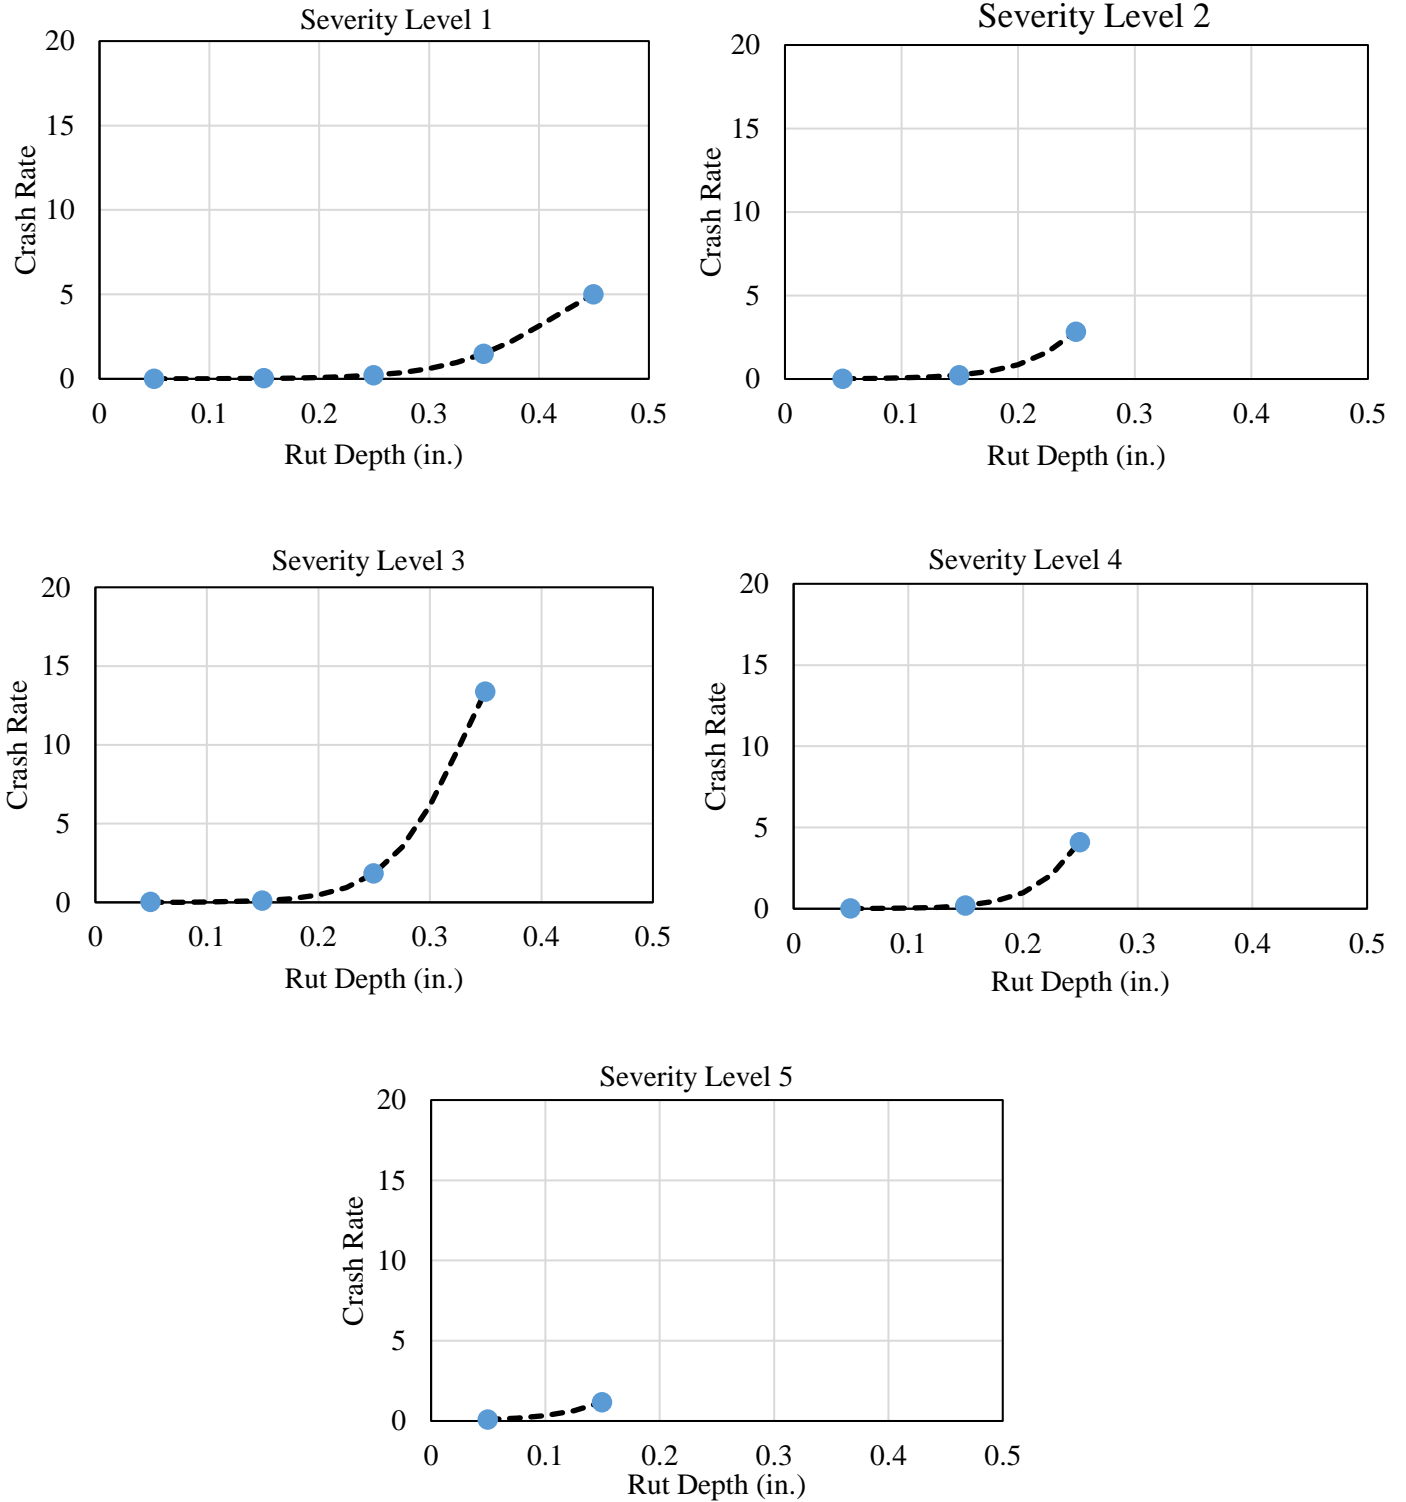 Severity Level 1
20
15
10
5
0
Crash Rate
0 0.1 0.2 0.3 0.4 0.5
Rut Depth (in.)
Severity Level 2
20
15
10
5
0
Crash Rate
0 0.1 0.2 0.3 0.4 0.5
Rut Depth (in.)
Severity Level 3
20
15
10
5
0
Crash Rate
0 0.1 0.2 0.3 0.4 0.5
Rut Depth (in.)
Severity Level 4
20
15
10
5
0
Crash Rate
0 0.1 0.2 0.3 0.4 0.5
Rut Depth (in.)
Severity Level 5
20
15
10
5
0
Crash Rate
0 0.1 0.2 0.3 0.4 0.5
Rut Depth (in.)